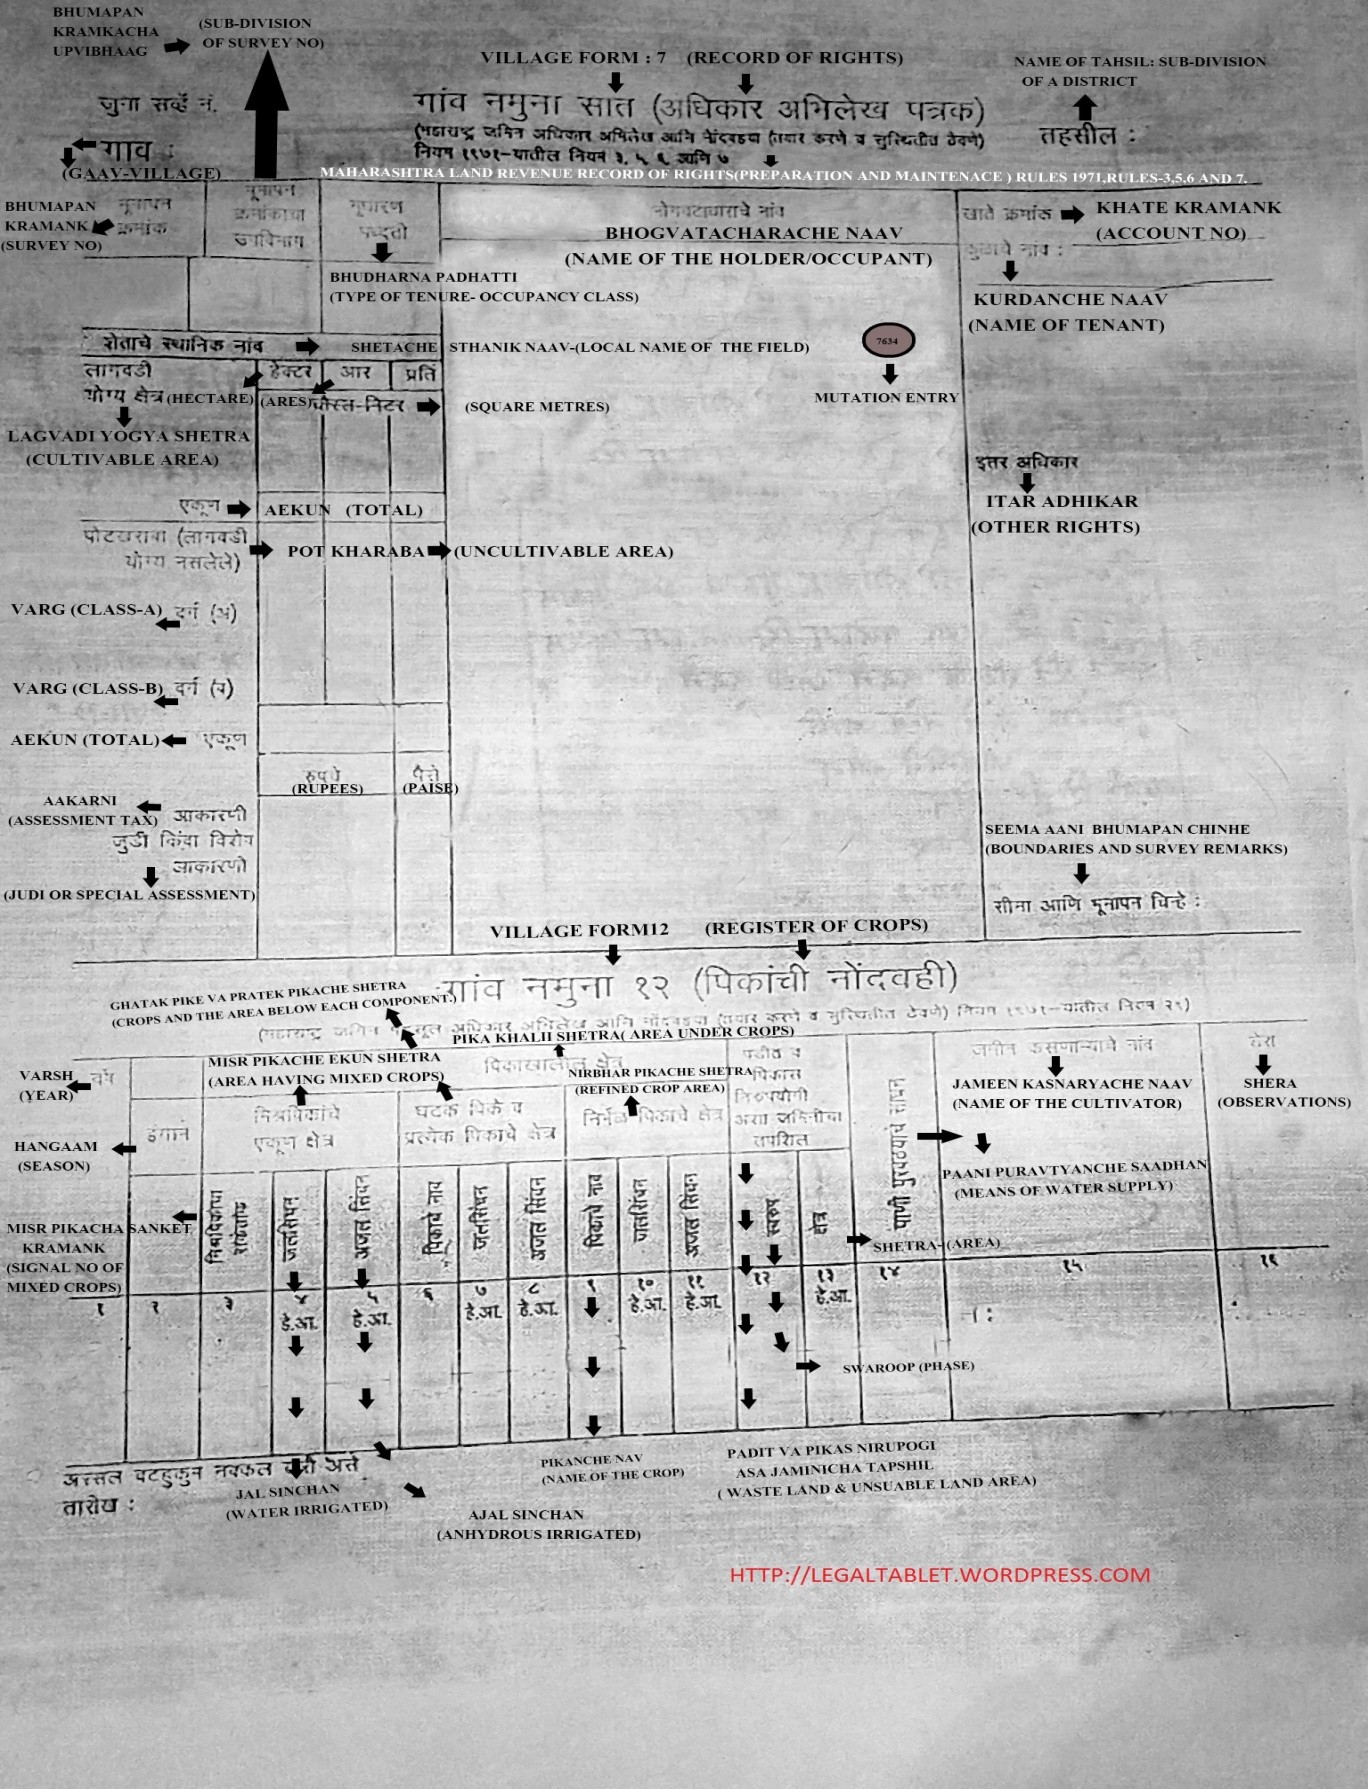 BHUMAPAN
KRAMKACHA
UPVIBHAAG
(SUB-DIVISION
OF SURVEY NO)
VILLAGE FORM : 7 (RECORD OF RIGHTS)
NAME OF TAHSIL: SUB-DIVISION
OF A DISTRICT
जुना सर्व्हे नं.
गांव नमुना सात (अधिकार अभिलेख पत्रक)
(महाराष्ट्र जमिन अधिकार अभिलेख आणि नोंदवह्या (तयार करणे व सुस्थितीत ठेवणे)
नियम १९७१-यातील नियम ३, ५ ६ आणि ७
तहसील :
गाव :
(GAAV-VILLAGE)
MAHARASHTRA LAND REVENUE RECORD OF RIGHTS(PREPARATION AND MAINTENACE ) RULES 1971,RULES-3,5,6 AND 7.
BHUMAPAN
KRAMANK
(SURVEY NO)
भूमापन
क्रमांक
भूमापन
क्रमांकाचा
उपविभाग
भूधारणा
पध्दती
भोगवटादाराचे नांव
BHOGVATACHARACHE NAAV
(NAME OF THE HOLDER/OCCUPANT)
खाते क्रमांक
KHATE KRAMANK
(ACCOUNT NO)
कुळाचे नांव :
BHUDHARNA PADHATTI
(TYPE OF TENURE- OCCUPANCY CLASS)
KURDANCHE NAAV
(NAME OF TENANT)
शेताचे स्थानिक नांव
SHETACHE STHANIK NAAV-(LOCAL NAME OF THE FIELD)
7634
MUTATION ENTRY
लागवडी
योग्य क्षेत्र
हेक्टर
आर
प्रति
(HECTARE)
(ARES)
चौरस-मिटर
(SQUARE METRES)
LAGVADI YOGYA SHETRA
(CULTIVABLE AREA)
इतर अधिकार
ITAR ADHIKAR
(OTHER RIGHTS)
एकूण
AEKUN (TOTAL)
पोटखराबा (लागवडी
योग्य नसलेले)
POT KHARABA
(UNCULTIVABLE AREA)
VARG (CLASS-A)
वर्ग (अ)
VARG (CLASS-B)
वर्ग (ब)
AEKUN (TOTAL)
एकूण
रुपये
पैसे
(RUPEES)
(PAISE)
AAKARNI
(ASSESSMENT TAX)
आकारणी
जुडी किंवा विशेष
आकारणी
(JUDI OR SPECIAL ASSESSMENT)
SEEMA AANI BHUMAPAN CHINHE
(BOUNDARIES AND SURVEY REMARKS)
सीमा आणि भूमापन चिन्हे :
VILLAGE FORM12 (REGISTER OF CROPS)
गांव नमुना १२ (पिकांची नोंदवही)
GHATAK PIKE VA PRATEK PIKACHE SHETRA
(CROPS AND THE AREA BELOW EACH COMPONENT.)
अधिकार अभिलेख आणि नोंदवह्या (तयार करणे व सुस्थितीत ठेवणे) नियम १९७१-यातील नियम २९)
PIKA KHALII SHETRA( AREA UNDER CROPS)
MISR PIKACHE EKUN SHETRA
(AREA HAVING MIXED CROPS)
पिकाखालील क्षेत्र
NIRBHAR PIKACHE SHETRA
(REFINED CROP AREA)
VARSH
(YEAR)
वर्ष
HANGAAM
(SEASON)
हंगाम
मिश्रपिकांचे
एकूण क्षेत्र
घटक पिके व
प्रत्येक पिकाचे क्षेत्र
निर्भेळ पिकाचे क्षेत्र
पडीत व
पिकास
निरुपयोगी
अशा जमिनीचा
तपशिल
पाणी पुरवठ्याचे साधन
जमीन कसणाऱ्याचे नांव
JAMEEN KASNARYACHE NAAV
(NAME OF THE CULTIVATOR)
शेरा
SHERA
(OBSERVATIONS)
PAANI PURAVTYANCHE SAADHAN
(MEANS OF WATER SUPPLY)
MISR PIKACHA SANKET
KRAMANK
(SIGNAL NO OF
MIXED CROPS)
जलसिंचन
अजल सिंचन
पिकाचे नाव
जलसिंचन
अजल सिंचन
पिकाचे नाव
जलसिंचन
अजल सिंचन
स्वरुप
क्षेत्र
SHETRA-(AREA)
१ २ ३ ४ ५ ६ ७ ८ ९ १० ११ १२ १३ १४ १५ १६
हे.आ. हे.आ. हे.आ. हे.आ. हे.आ. हे.आ. हे.आ.
SWAROOP (PHASE)
अस्सल बरहुकुम नक्कल खरी असे
तारीख :
JAL SINCHAN
(WATER IRRIGATED)
AJAL SINCHAN
(ANHYDROUS IRRIGATED)
PIKANCHE NAV
(NAME OF THE CROP)
PADIT VA PIKAS NIRUPOGI
ASA JAMINICHA TAPSHIL
( WASTE LAND & UNSUABLE LAND AREA)
HTTP://LEGALTABLET.WORDPRESS.COM